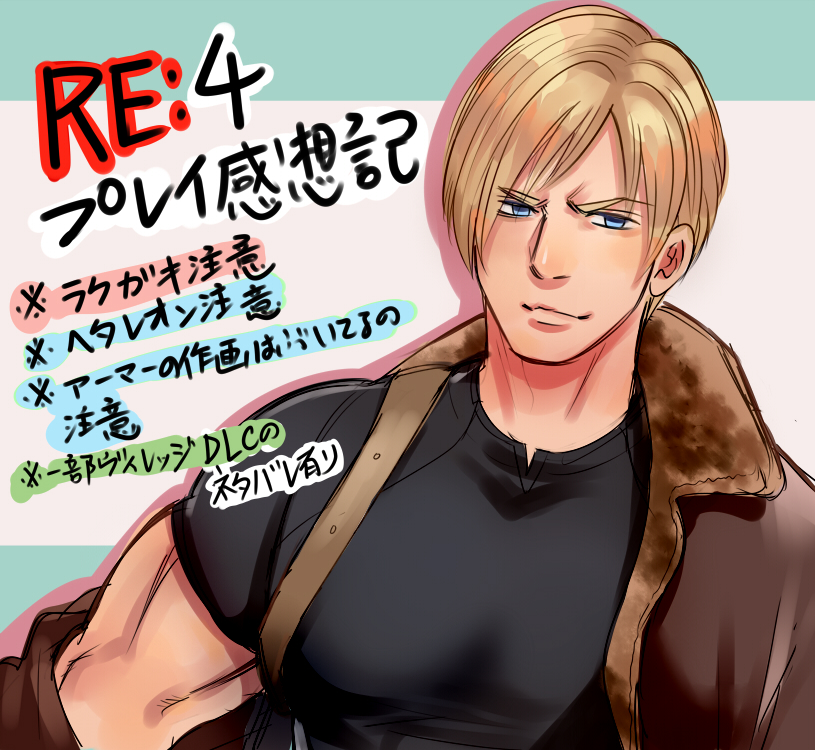 RE:4
プレイ感想記
※ラクガキ注意
※ヘタレオン注意
※アーマーの作画はぶいてるの
注意
※一部ヴィレッジDLCの
ネタバレ有り